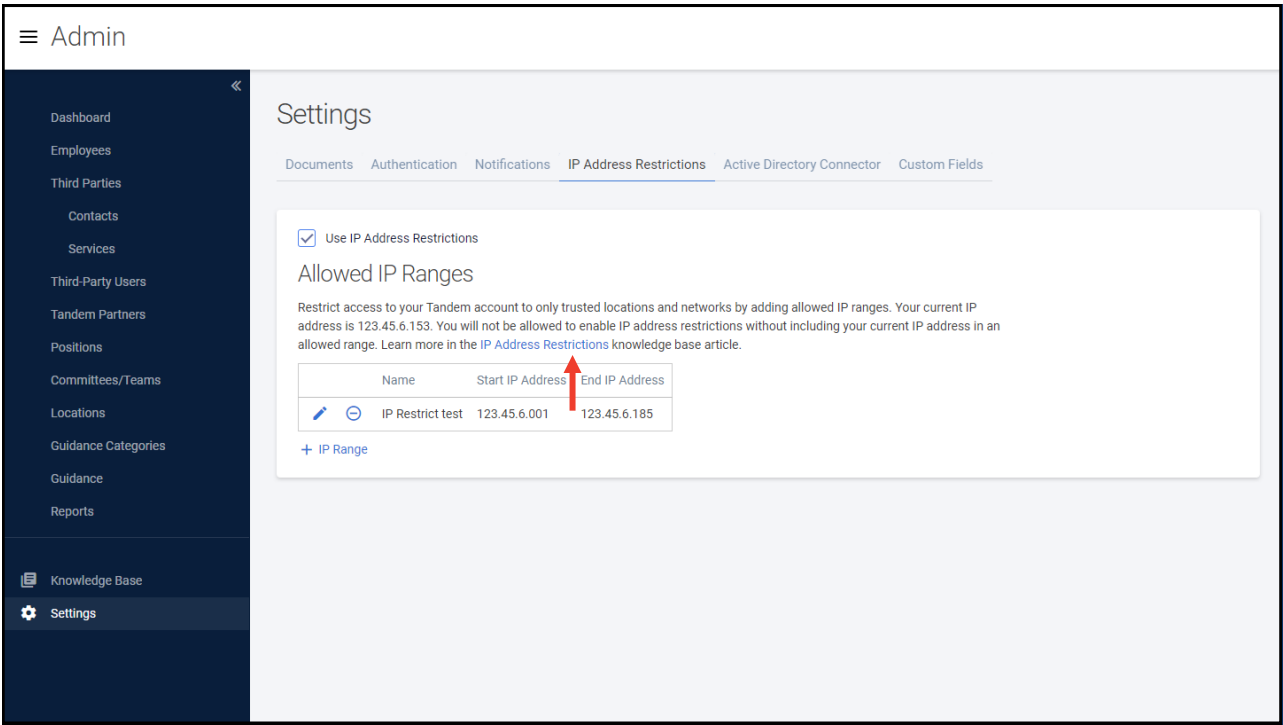 Admin
Dashboard
Employees
Third Parties
Contacts
Services
Third-Party Users
Tandem Partners
Positions
Committees/Teams
Locations
Guidance Categories
Guidance
Reports
Knowledge Base
Settings
Settings
Documents Authentication Notifications IP Address Restrictions Active Directory Connector Custom Fields
Use IP Address Restrictions
Allowed IP Ranges
Restrict access to your Tandem account to only trusted locations and networks by adding allowed IP ranges. Your current IP
address is 123.45.6.153. You will not be allowed to enable IP address restrictions without including your current IP address in an
allowed range. Learn more in the IP Address Restrictions knowledge base article.
Name Start IP Address End IP Address
IP Restrict test 123.45.6.001 123.45.6.185
+ IP Range